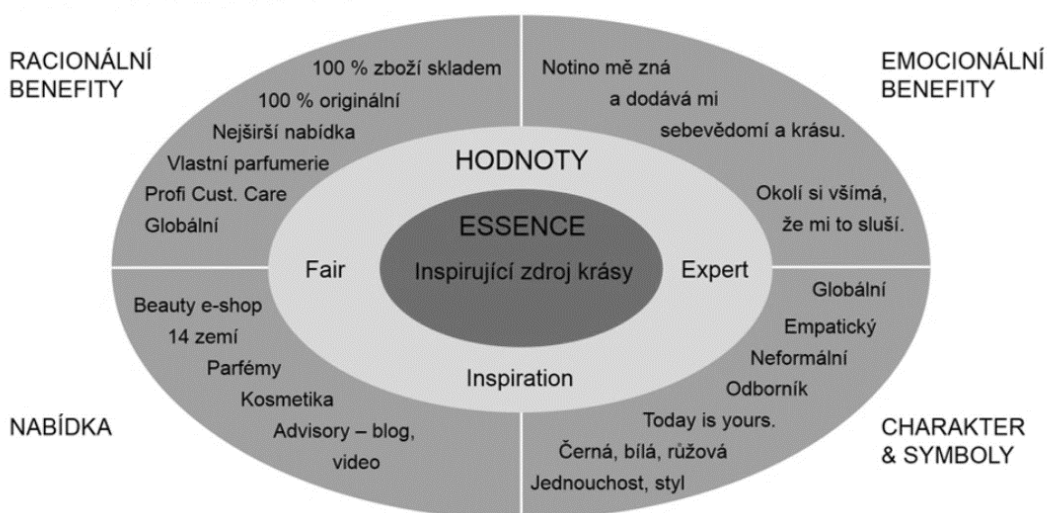 RACIONÁLNÍ
BENEFITY
100 % zboží skladem
100 % originální
Nejširší nabídka
Vlastní parfumerie
Profi Cust. Care
Globální
EMOCIONÁLNÍ
BENEFITY
Notino mě zná
a dodává mi
sebevědomí a krásu.
Okolí si všímá,
že mi to sluší.
HODNOTY
ESSENCE
Inspirující zdroj krásy
Fair
Expert
Inspiration
NABÍDKA
Beauty e-shop
14 zemí
Parfémy
Kosmetika
Advisory – blog,
video
CHARAKTER
& SYMBOLY
Globální
Empatický
Neformální
Odborník
Today is yours.
Černá, bílá, růžová
Jednouchost, styl